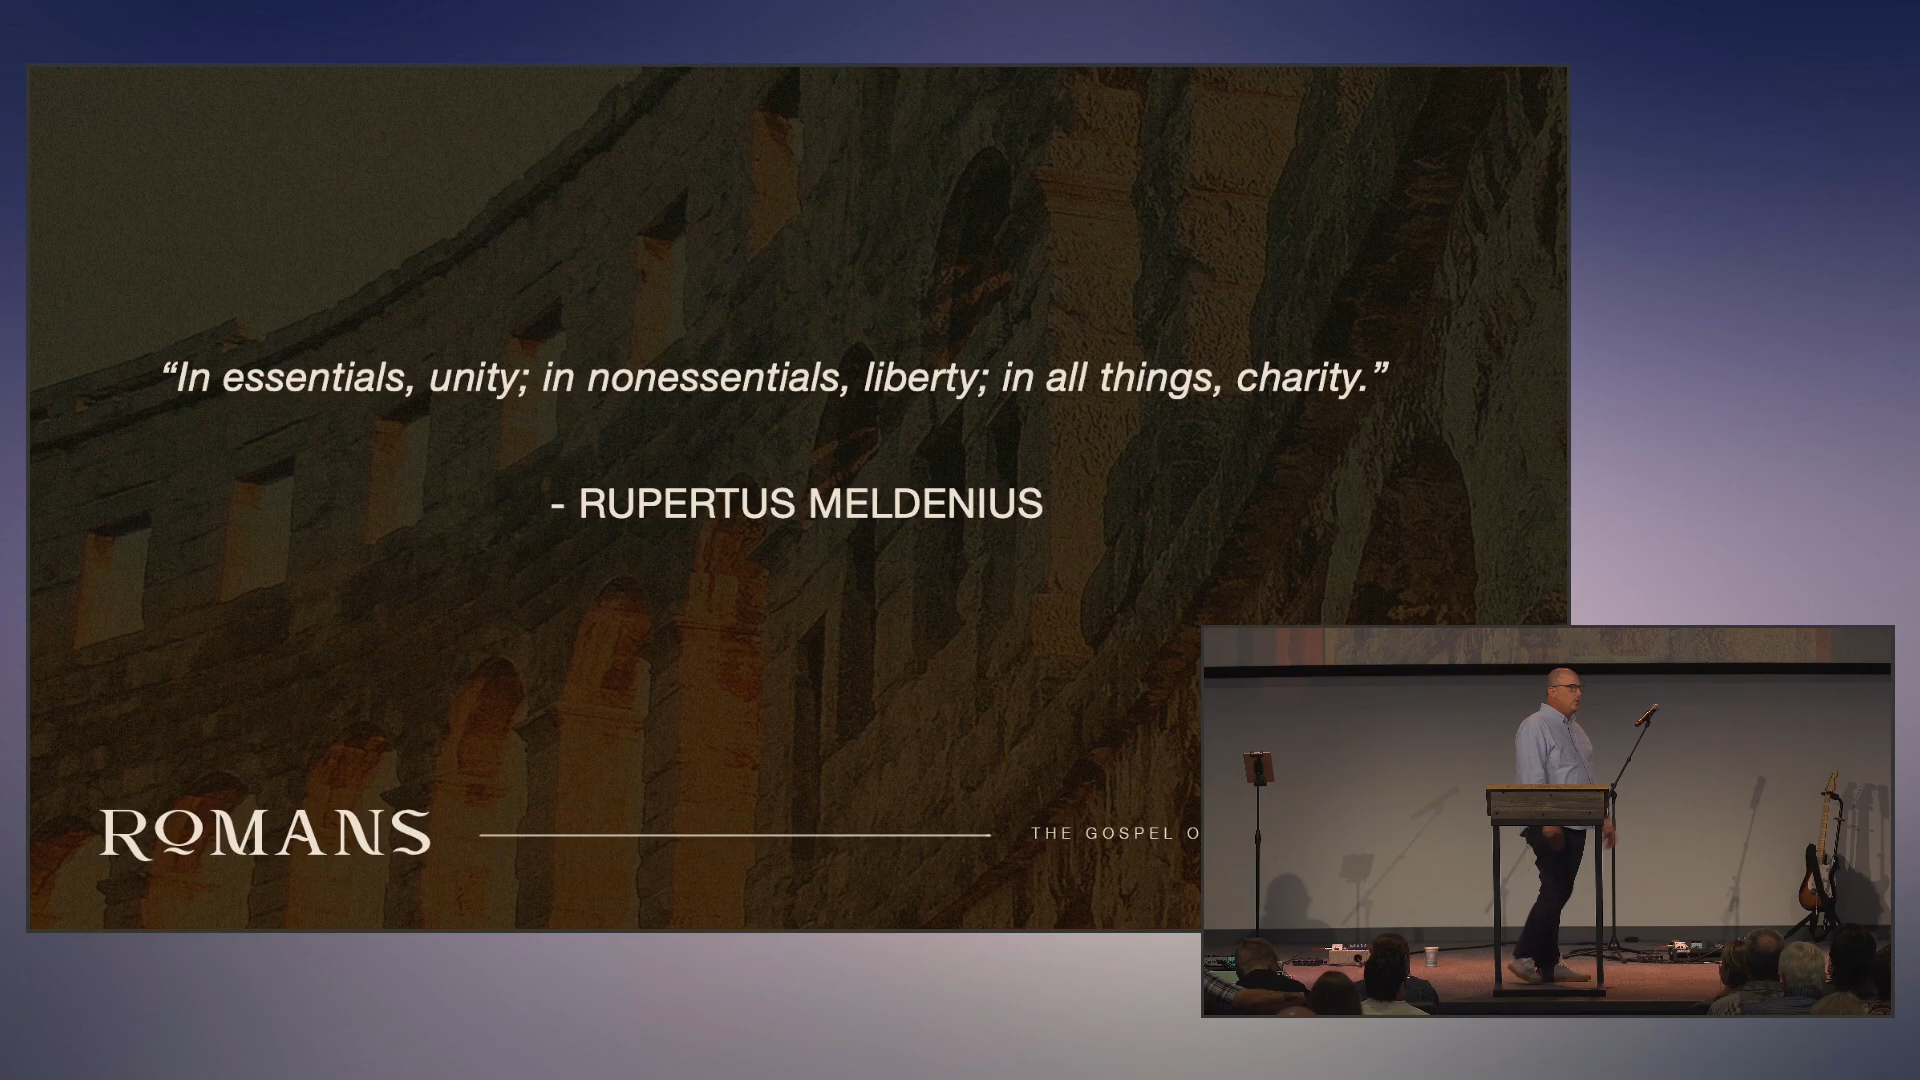 “In essentials, unity; in nonessentials, liberty; in all things, charity.”
- RUPERTUS MELDENIUS
ROMANS
THE GOSPEL